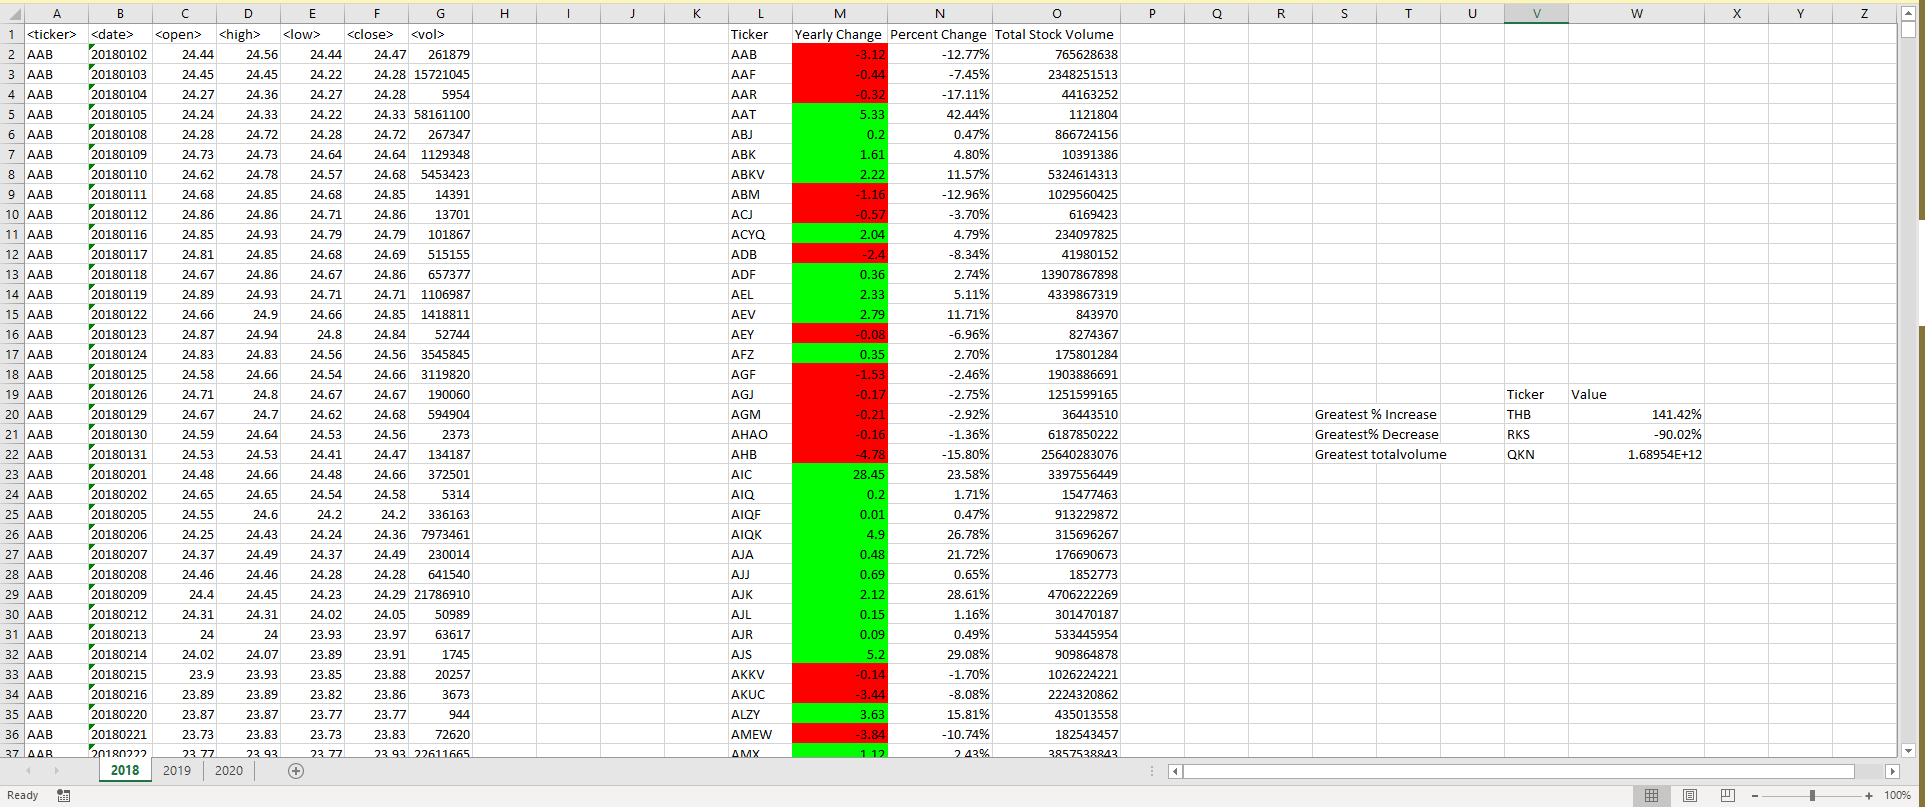 A B C D E F G H I J K L M N O P Q R S T U V W X Y Z
1 <ticker> <date> <open> <high> <low> <close> <vol> Ticker Yearly Change Percent Change Total Stock Volume
2 AAB 20180102 24.44 24.56 24.44 24.47 261879 AAB -3.12 -12.77% 765628638
3 AAB 20180103 24.45 24.45 24.22 24.28 15721045 AAF -0.44 -7.45% 2348251513
4 AAB 20180104 24.27 24.36 24.27 24.28 5954 AAR -0.32 -17.11% 44163252
5 AAB 20180105 24.24 24.33 24.22 24.33 58161100 AAT 5.33 42.44% 1121804
6 AAB 20180108 24.28 24.72 24.28 24.72 267347 ABJ 0.2 0.47% 866724156
7 AAB 20180109 24.73 24.73 24.64 24.64 1129348 ABK 1.61 4.80% 10391386
8 AAB 20180110 24.62 24.78 24.57 24.68 5453423 ABKV 2.22 11.57% 5324614313
9 AAB 20180111 24.68 24.85 24.68 24.85 14391 ABM -1.16 -12.96% 1029560425
10 AAB 20180112 24.86 24.86 24.71 24.86 13701 ACJ -0.57 -3.70% 6169423
11 AAB 20180116 24.85 24.93 24.79 24.79 101867 ACYQ 2.04 4.79% 234097825
12 AAB 20180117 24.81 24.85 24.68 24.69 515155 ADB -2.4 -8.34% 41980152
13 AAB 20180118 24.67 24.86 24.67 24.86 657377 ADF 0.36 2.74% 13907867898
14 AAB 20180119 24.89 24.93 24.71 24.71 1106987 AEL 2.33 5.11% 4339867319
15 AAB 20180122 24.66 24.9 24.66 24.85 1418811 AEV 2.79 11.71% 843970
16 AAB 20180123 24.87 24.94 24.8 24.84 52744 AEY -0.08 -6.96% 8274367
17 AAB 20180124 24.83 24.83 24.56 24.56 3545845 AFZ 0.35 2.70% 175801284
18 AAB 20180125 24.58 24.66 24.54 24.66 3119820 AGF -1.53 -2.46% 1903886691
19 AAB 20180126 24.71 24.8 24.67 24.67 190060 AGJ -0.17 -2.75% 1251599165 Ticker Value
20 AAB 20180129 24.67 24.7 24.62 24.68 594904 AGM -0.21 -2.92% 36443510 Greatest % Increase THB 141.42%
21 AAB 20180130 24.59 24.64 24.53 24.56 2373 AHAO -0.16 -1.36% 6187850222 Greatest% Decrease RKS -90.02%
22 AAB 20180131 24.53 24.53 24.41 24.47 134187 AHB -4.78 -15.80% 25640283076 Greatest totalvolume QKN 1.68954E+12
23 AAB 20180201 24.48 24.66 24.48 24.66 372501 AIC 28.45 23.58% 3397556449
24 AAB 20180202 24.65 24.65 24.54 24.58 5314 AIQ 0.2 1.71% 15477463
25 AAB 20180205 24.55 24.6 24.2 24.2 336163 AIQF 0.01 0.47% 913229872
26 AAB 20180206 24.25 24.43 24.24 24.36 7973461 AIQK 4.9 26.78% 315696267
27 AAB 20180207 24.37 24.49 24.37 24.49 230014 AJA 0.48 21.72% 176690673
28 AAB 20180208 24.46 24.46 24.28 24.28 641540 AJJ 0.69 0.65% 1852773
29 AAB 20180209 24.4 24.45 24.23 24.29 21786910 AJK 2.12 28.61% 4706222269
30 AAB 20180212 24.31 24.31 24.02 24.05 50989 AJL 0.15 1.16% 301470187
31 AAB 20180213 24 24 23.93 23.97 63617 AJR 0.09 0.49% 533445954
32 AAB 20180214 24.02 24.07 23.89 23.91 1745 AJS 5.2 29.08% 909864878
33 AAB 20180215 23.9 23.93 23.85 23.88 20257 AKKV -0.14 -1.70% 1026224221
34 AAB 20180216 23.89 23.89 23.82 23.86 3673 AKUC -3.44 -8.08% 2224320862
35 AAB 20180220 23.87 23.87 23.77 23.77 944 ALZY 3.63 15.81% 435013558
36 AAB 20180221 23.73 23.83 23.73 23.83 72620 AMEW -3.84 -10.74% 182543457
37 AAB 20180222 23.77 23.93 23.77 23.93 22611665 AMX 1.12 2.43% 3857538843
2018 2019 2020
Ready 100%